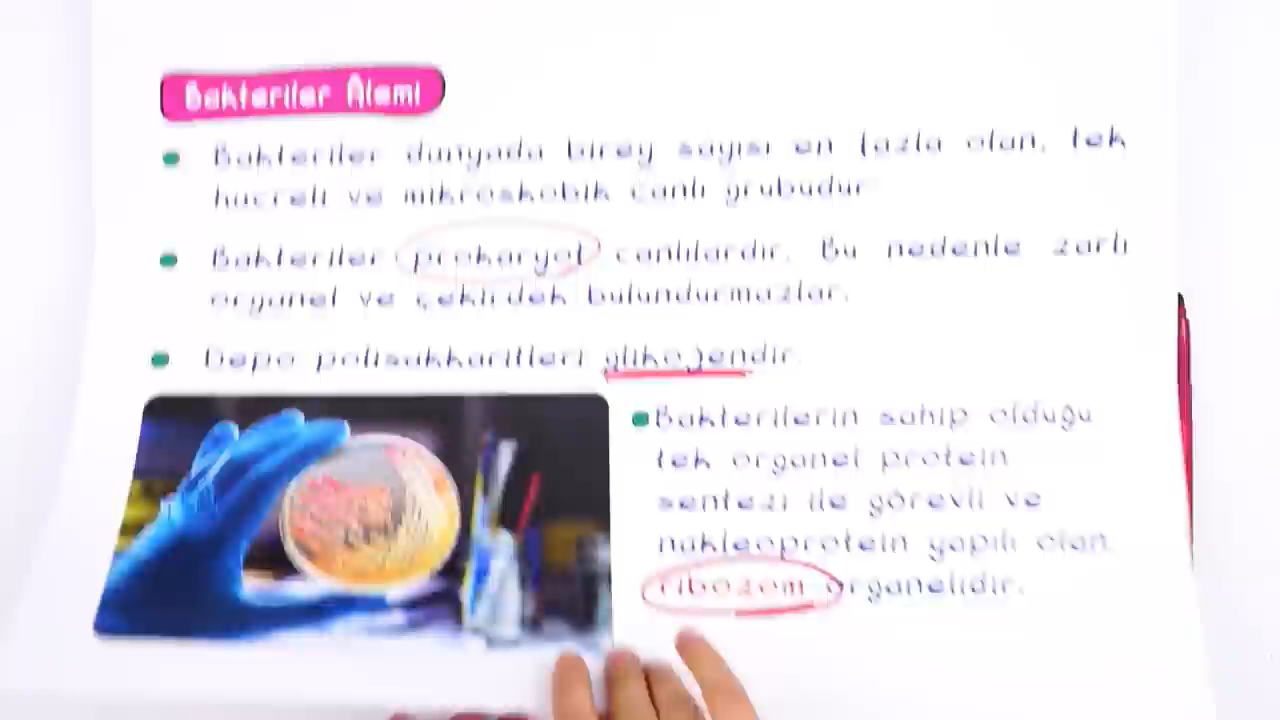 Bakteriler Alemi
Bakteriler dünyada birey sayısı en fazla olan, tek
hücreli ve mikroskobik canlı grubudur
Bakteriler prokaryot canlılardır. Bu nedenle zarlı
organel ve çekirdek bulundurmazlar.
Depo polisakkaritleri glikojendir.
Bakterilerin sahip olduğu
tek organel protein
sentezi ile görevli ve
nükleoprotein yapılı olan
ribozom organelidir.